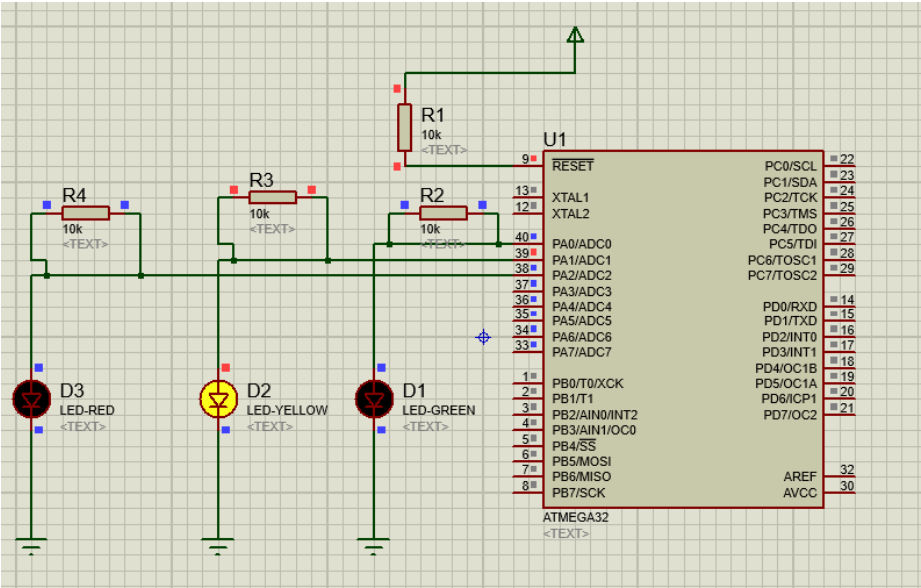 R1
10k
<TEXT>
U1
R4
10k
<TEXT>
R3
10k
<TEXT>
R2
10k
<TEXT>
9 RESET
13 XTAL1
12 XTAL2
40 PA0/ADC0
39 PA1/ADC1
38 PA2/ADC2
37 PA3/ADC3
36 PA4/ADC4
35 PA5/ADC5
34 PA6/ADC6
33 PA7/ADC7
1 PB0/T0/XCK
2 PB1/T1
3 PB2/AIN0/INT2
4 PB3/AIN1/OC0
5 PB4/SS
6 PB5/MOSI
7 PB6/MISO
8 PB7/SCK
PC0/SCL 22
PC1/SDA 23
PC2/TCK 24
PC3/TMS 25
PC4/TDO 26
PC5/TDI 27
PC6/TOSC1 28
PC7/TOSC2 29
PD0/RXD 14
PD1/TXD 15
PD2/INT0 16
PD3/INT1 17
PD4/OC1B 18
PD5/OC1A 19
PD6/ICP1 20
PD7/OC2 21
AREF 32
AVCC 30
ATMEGA32
<TEXT>
D3
LED-RED
<TEXT>
D2
LED-YELLOW
<TEXT>
D1
LED-GREEN
<TEXT>